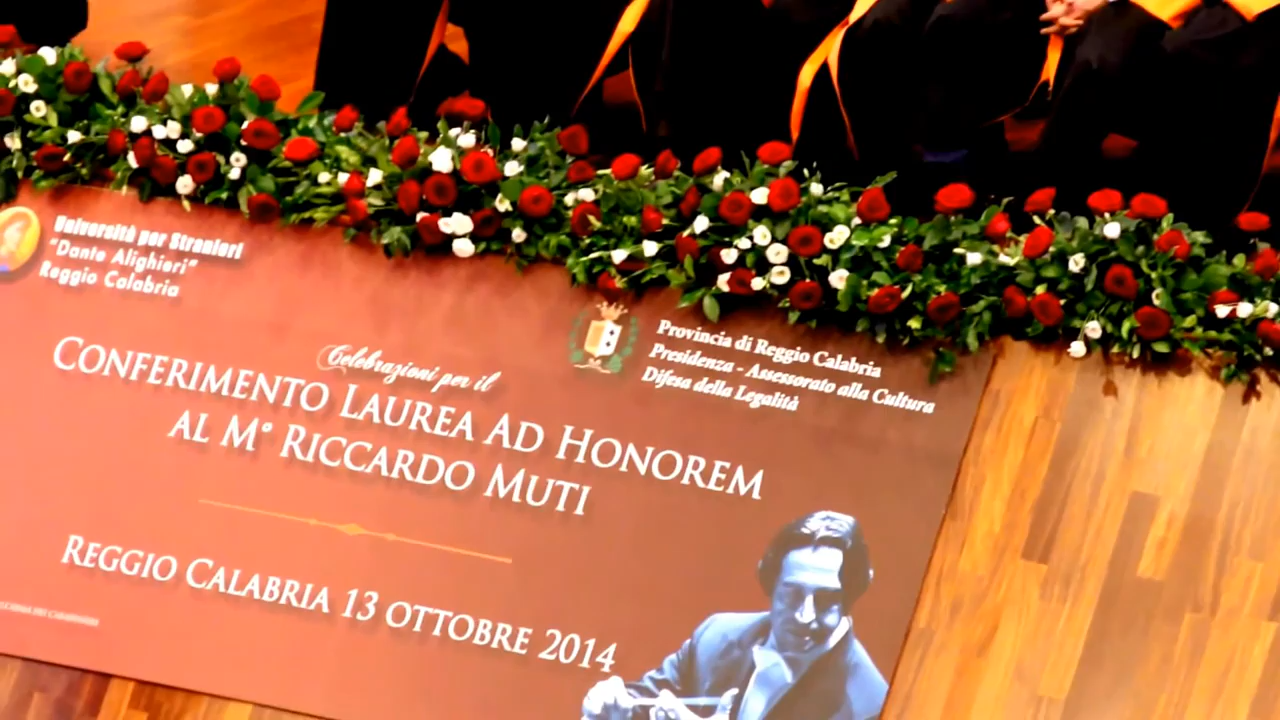 Università per Stranieri
"Dante Alighieri"
Reggio Calabria
Provincia di Reggio Calabria
Presidenza - Assessorato alla Cultura
Difesa della Legalità
Celebrazioni per il
CONFERIMENTO LAUREA AD HONOREM
AL M° RICCARDO MUTI
REGGIO CALABRIA 13 OTTOBRE 2014